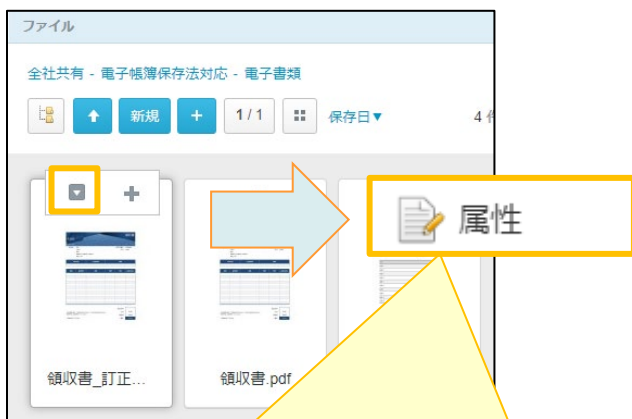 ファイル
全社共有 - 電子帳簿保存法対応 - 電子書類
新規
1 / 1
保存日▼
4 件
属性
領収書_訂正...
領収書.pdf